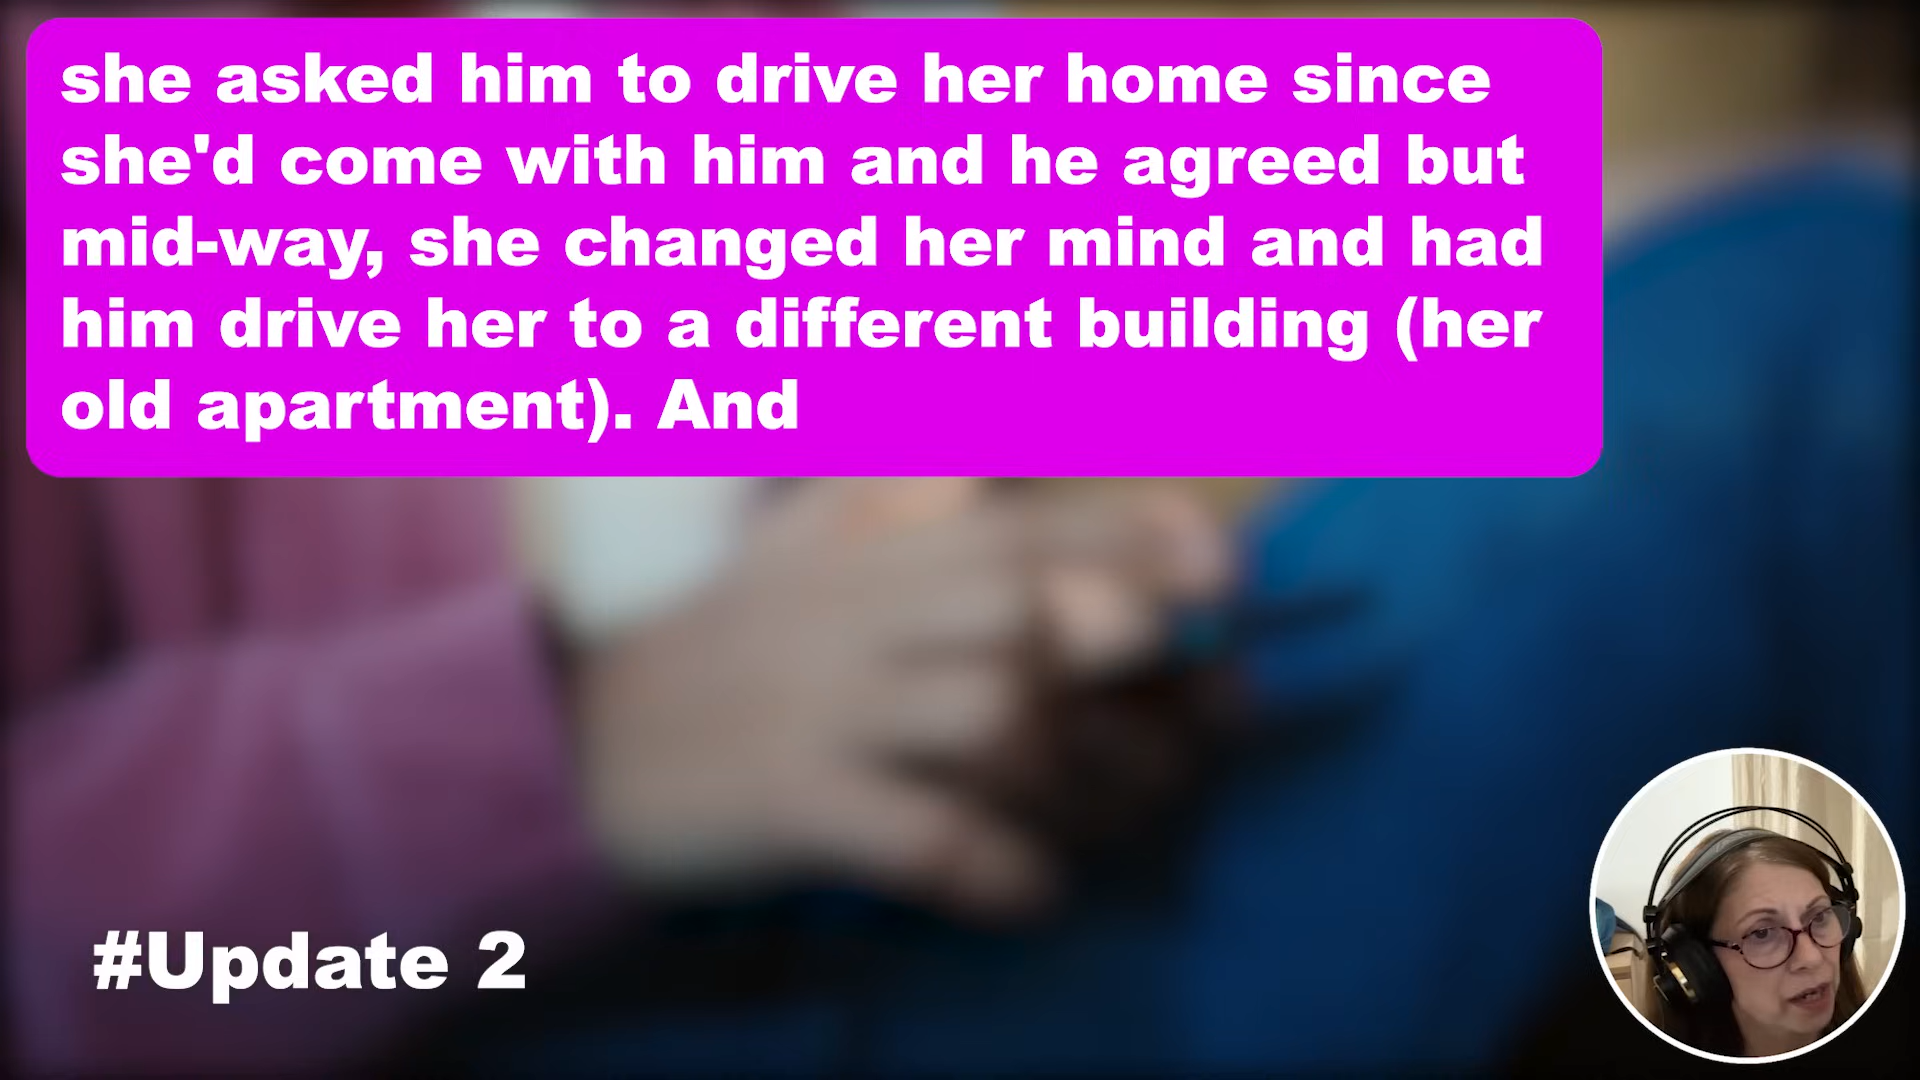 she asked him to drive her home since
she'd come with him and he agreed but
mid-way, she changed her mind and had
him drive her to a different building (her
old apartment). And
#Update 2